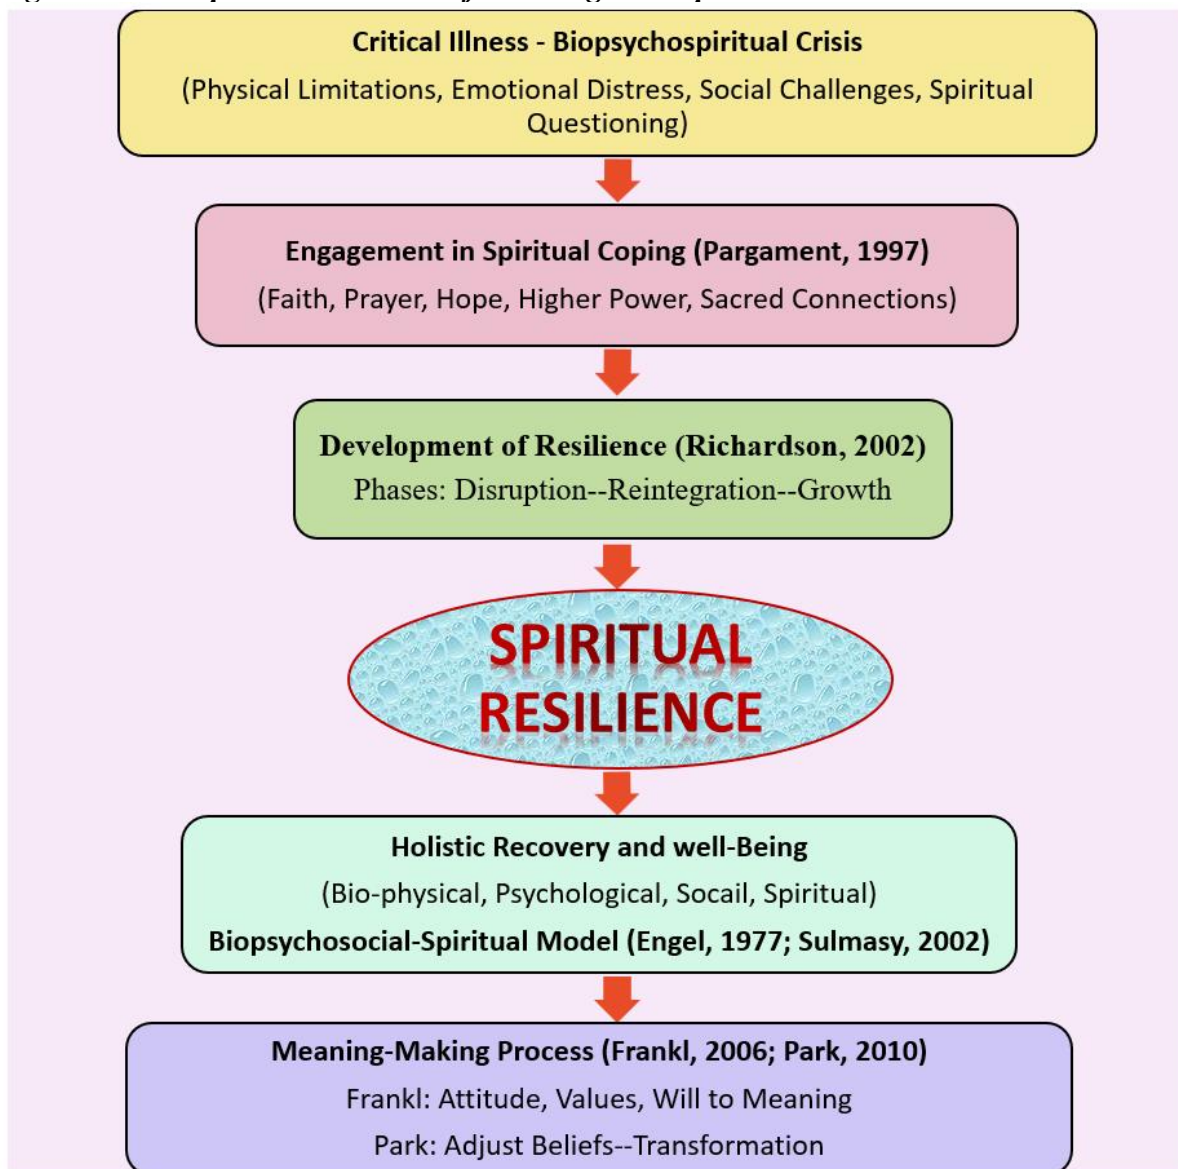 Critical Illness - Biopsychospiritual Crisis
(Physical Limitations, Emotional Distress, Social Challenges, Spiritual
Questioning)
Engagement in Spiritual Coping (Pargament, 1997)
(Faith, Prayer, Hope, Higher Power, Sacred Connections)
Development of Resilience (Richardson, 2002)
Phases: Disruption--Reintegration--Growth
SPIRITUAL
RESILIENCE
Holistic Recovery and well-Being
(Bio-physical, Psychological, Socail, Spiritual)
Biopsychosocial-Spiritual Model (Engel, 1977; Sulmasy, 2002)
Meaning-Making Process (Frankl, 2006; Park, 2010)
Frankl: Attitude, Values, Will to Meaning
Park: Adjust Beliefs--Transformation